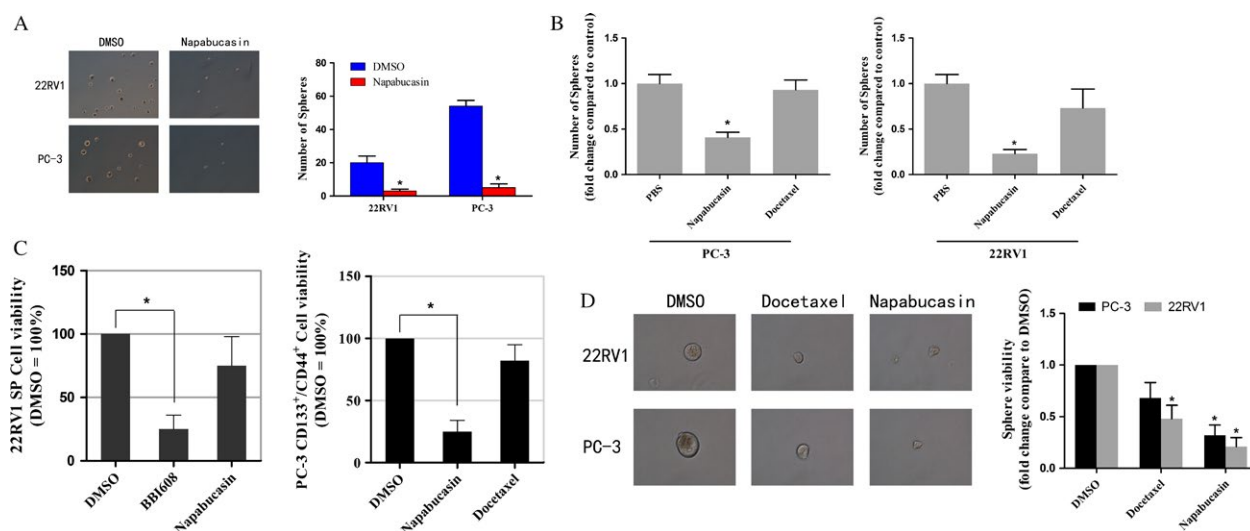 A
DMSO
Napabucasin
22RV1
PC-3
DMSO
Napabucasin
Number of Spheres
80
60
40
20
0
22RV1
PC-3
*
*
B
Number of Spheres
(fold change compared to control)
1.5
1.0
0.5
0.0
*
PBS
Napabucasin
Docetaxel
PC-3
Number of Spheres
(fold change compared to control)
1.5
1.0
0.5
0.0
*
PBS
Napabucasin
Docetaxel
22RV1
C
22RV1 SP Cell viability
(DMSO = 100%)
150
100
50
0
*
DMSO
BBI608
Napabucasin
PC-3 CD133+/CD44+ Cell viability
(DMSO = 100%)
150
100
50
0
*
DMSO
Napabucasin
Docetaxel
D
DMSO
Docetaxel
Napabucasin
22RV1
PC-3
PC-3
22RV1
Sphere viability
(fold change compare to DMSO)
1.5
1.0
0.5
0.0
*
*
*
DMSO
Docetaxel
Napabucasin